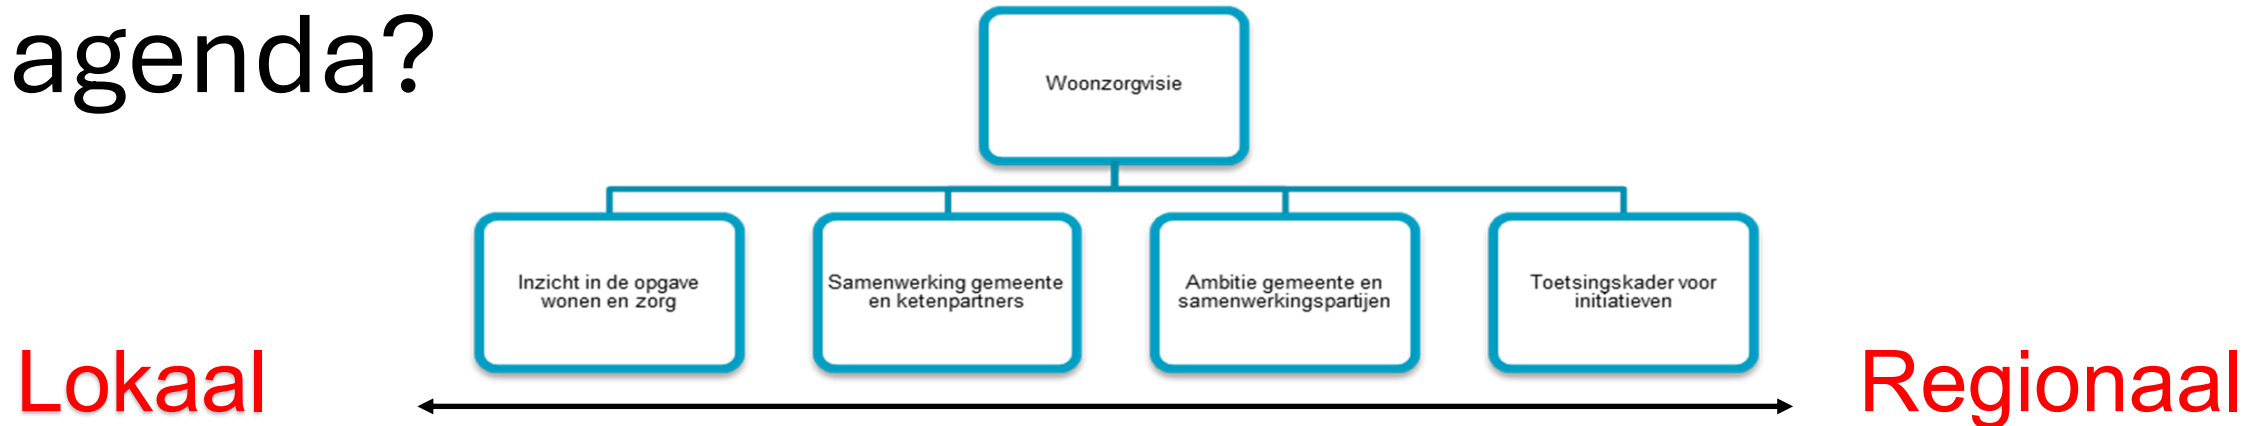 agenda?
Woonzorgvisie
Inzicht in de opgave
wonen en zorg
Samenwerking gemeente
en ketenpartners
Ambitie gemeente en
samenwerkingspartijen
Toetsingskader voor
initiatieven
Lokaal
Regionaal